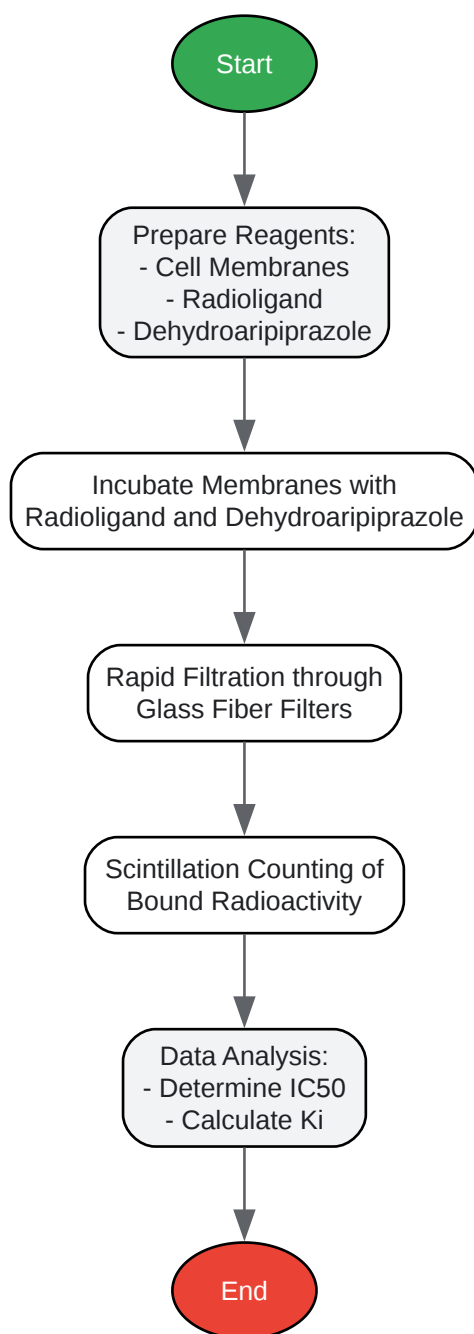 Start
Prepare Reagents:
- Cell Membranes
- Radioligand
- Dehydroaripiprazole
Incubate Membranes with
Radioligand and Dehydroaripiprazole
Rapid Filtration through
Glass Fiber Filters
Scintillation Counting of
Bound Radioactivity
Data Analysis:
- Determine IC50
- Calculate Ki
End